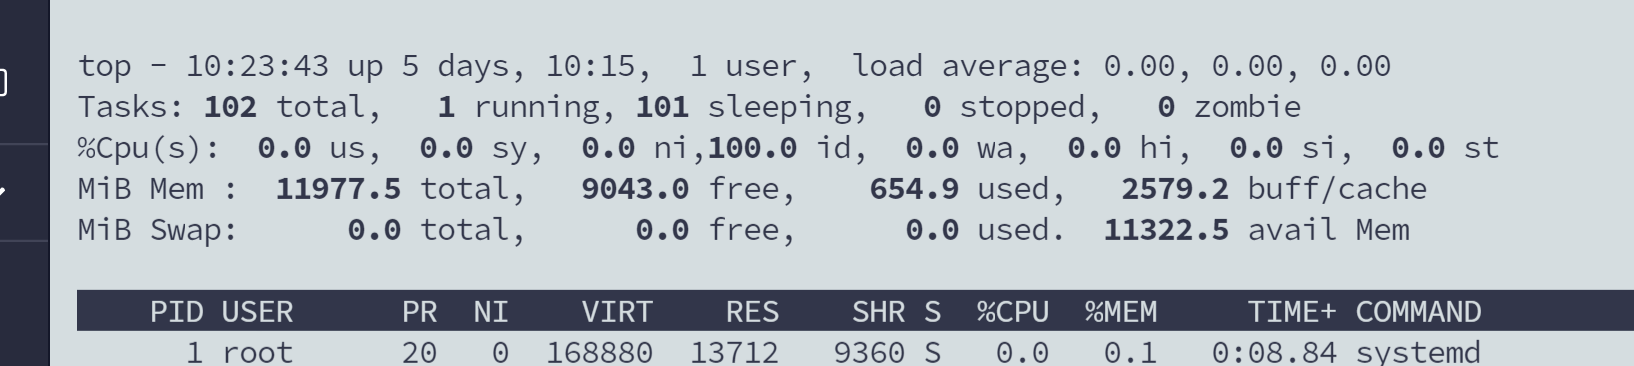 top - 10:23:43 up 5 days, 10:15,  1 user,  load average: 0.00, 0.00, 0.00
Tasks: 102 total,   1 running, 101 sleeping,   0 stopped,   0 zombie
%Cpu(s):  0.0 us,  0.0 sy,  0.0 ni,100.0 id,  0.0 wa,  0.0 hi,  0.0 si,  0.0 st
MiB Mem :  11977.5 total,   9043.0 free,    654.9 used,   2579.2 buff/cache
MiB Swap:      0.0 total,      0.0 free,      0.0 used.  11322.5 avail Mem
    PID USER      PR  NI    VIRT    RES    SHR S  %CPU  %MEM     TIME+ COMMAND
      1 root      20   0  168880  13712   9360 S   0.0   0.1   0:08.84 systemd